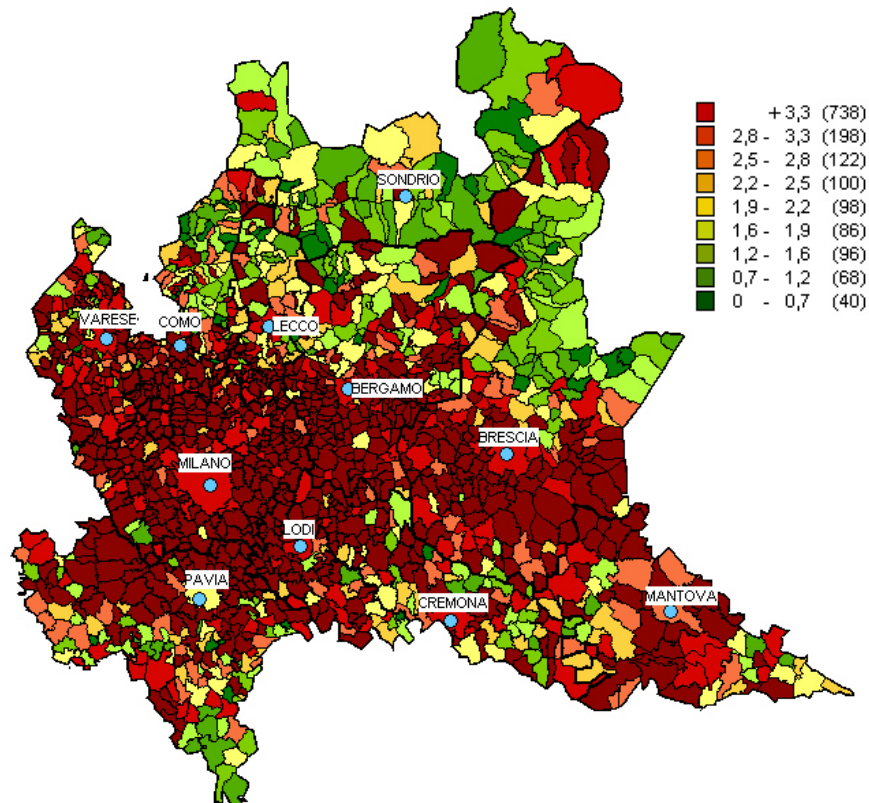 + 3,3 (738)
2,8 - 3,3 (198)
2,5 - 2,8 (122)
2,2 - 2,5 (100)
1,9 - 2,2 (98)
1,6 - 1,9 (86)
1,2 - 1,6 (96)
0,7 - 1,2 (68)
0 - 0,7 (40)
SONDRIO
VARESE
COMO
LECCO
BERGAMO
BRESCIA
MILANO
LODI
PAVIA
CREMONA
MANTOVA